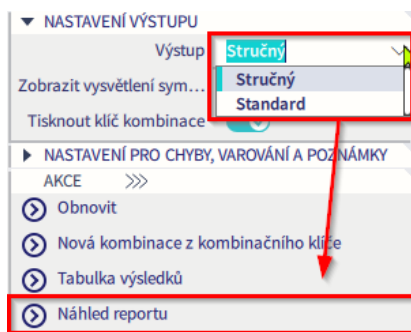 NASTAVENÍ VÝSTUPU
Výstup Stručný
Stručný
Zobrazit vysvětlení sym...
Standard
Tisknout klíč kombinace
NASTAVENÍ PRO CHYBY, VAROVÁNÍ A POZNÁMKY
AKCE >>>
Obnovit
Nová kombinace z kombinačního klíče
Tabulka výsledků
Náhled reportu